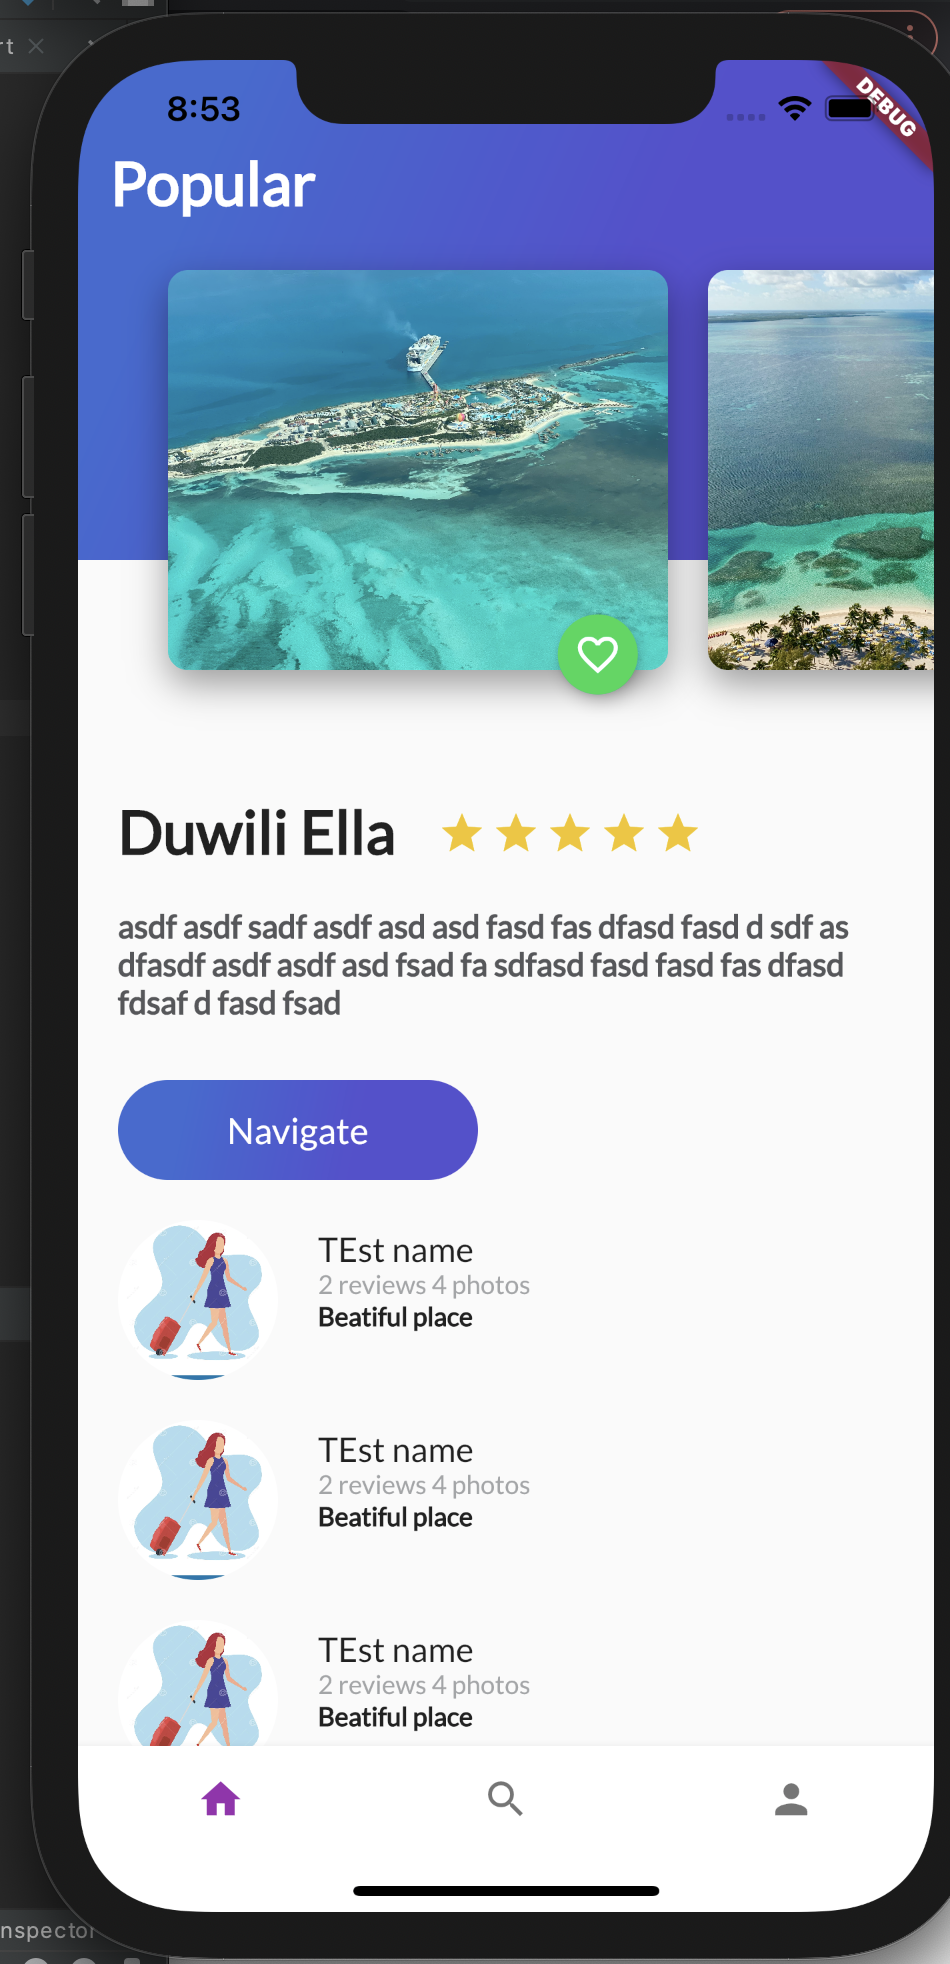 rt
8:53
DEBUG
Popular
Duwili Ella
asdf asdf sadf asdf asd asd fasd fas dfasd fasd d sdf as
dfasdf asdf asdf asd fsad fa sdfasd fasd fasd fas dfasd
fdsaf d fasd fsad
Navigate
TEst name
2 reviews 4 photos
Beatiful place
TEst name
2 reviews 4 photos
Beatiful place
TEst name
2 reviews 4 photos
Beatiful place
nspector